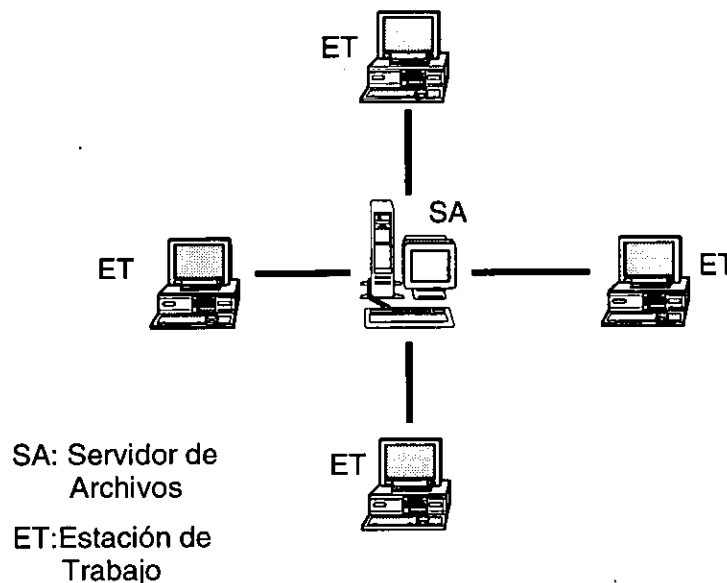 ET
SA
ET
ET
ET
SA: Servidor de
Archivos
ET:Estación de
Trabajo